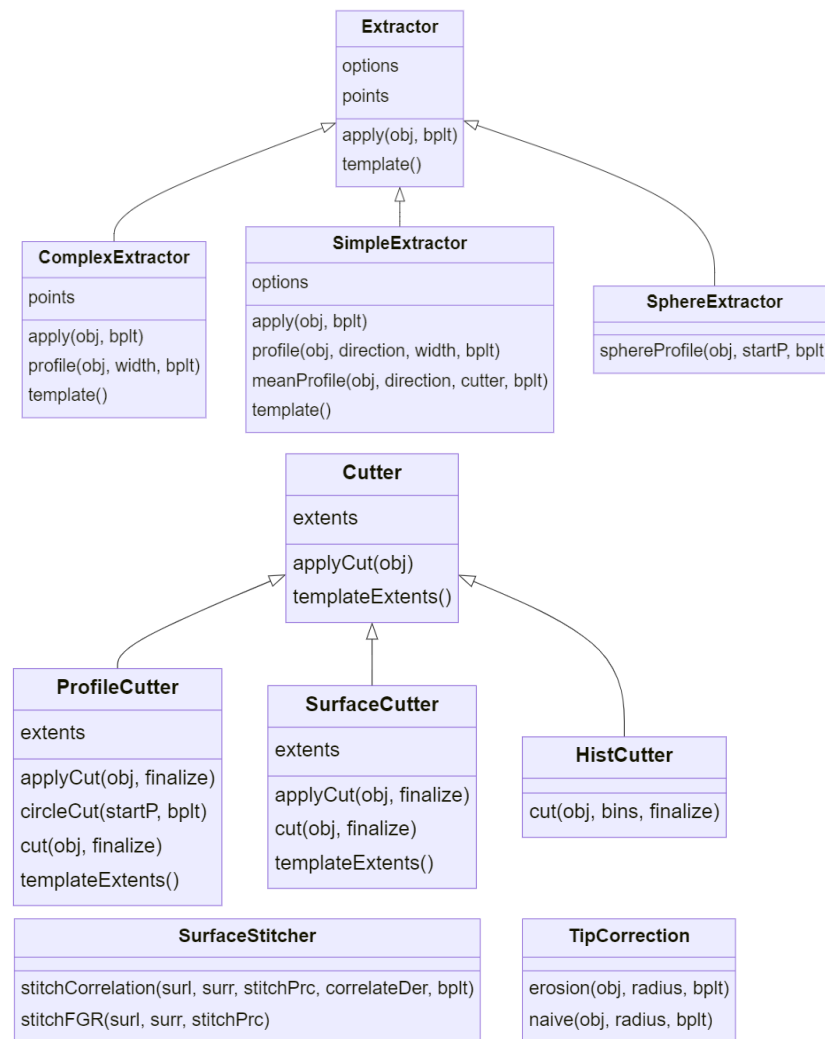 Extractor
options
points
apply(obj, bplt)
template()
ComplexExtractor
points
apply(obj, bplt)
profile(obj, width, bplt)
template()
SimpleExtractor
options
apply(obj, bplt)
profile(obj, direction, width, bplt)
meanProfile(obj, direction, cutter, bplt)
template()
SphereExtractor
sphereProfile(obj, startP, bplt
Cutter
extents
applyCut(obj)
templateExtents()
ProfileCutter
extents
applyCut(obj, finalize)
circleCut(startP, bplt)
cut(obj, finalize)
templateExtents()
SurfaceCutter
extents
applyCut(obj, finalize)
cut(obj, finalize)
templateExtents()
HistCutter
cut(obj, bins, finalize)
SurfaceStitcher
stitchCorrelation(surl, surr, stitchPrc, correlateDer, bplt)
stitchFGR(surl, surr, stitchPrc)
TipCorrection
erosion(obj, radius, bplt)
naive(obj, radius, bplt)